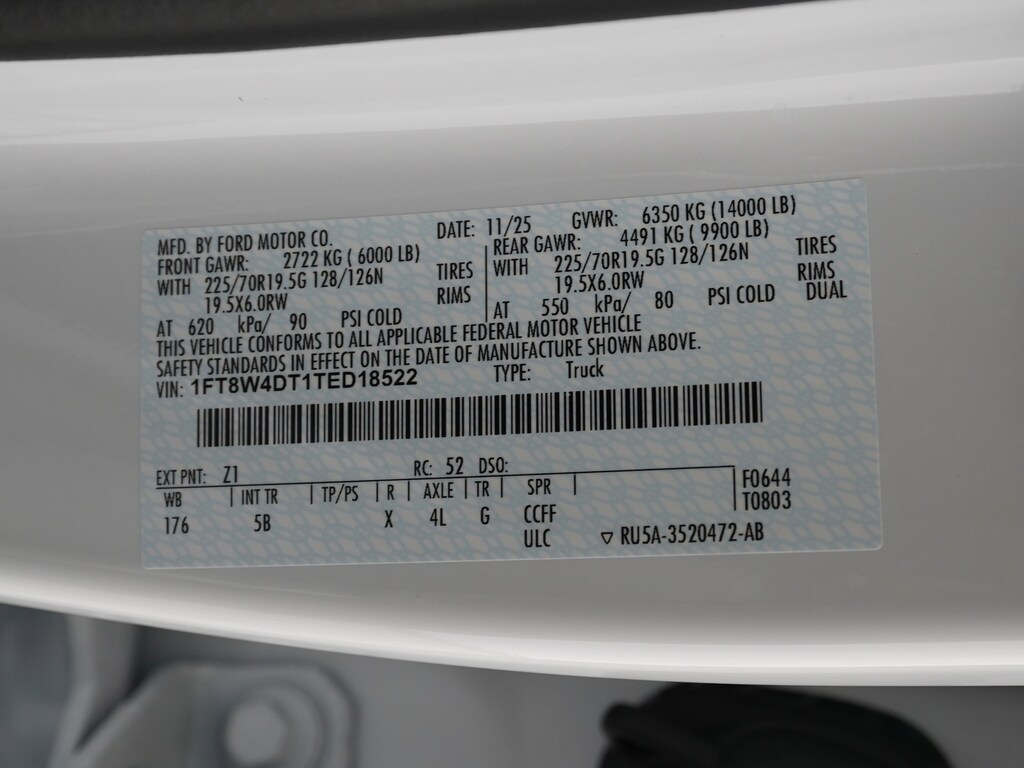 MFD. BY FORD MOTOR CO. DATE: 11/25 GVWR: 6350 KG (14000 LB)
FRONT GAWR: 2722 KG ( 6000 LB) REAR GAWR: 4491 KG ( 9900 LB)
WITH 225/70R19.5G 128/126N TIRES WITH 225/70R19.5G 128/126N TIRES
19.5X6.0RW RIMS 19.5X6.0RW RIMS
AT 620 kPa/ 90 PSI COLD AT 550 kPa/ 80 PSI COLD DUAL
THIS VEHICLE CONFORMS TO ALL APPLICABLE FEDERAL MOTOR VEHICLE
SAFETY STANDARDS IN EFFECT ON THE DATE OF MANUFACTURE SHOWN ABOVE.
VIN: 1FT8W4DT1TED18522 TYPE: Truck
EXT PNT: Z1 RC: 52 DSO:
WB INT TR TP/PS R AXLE TR SPR F0644
176 5B X 4L G CCFF T0803
ULC ▽ RU5A-3520472-AB